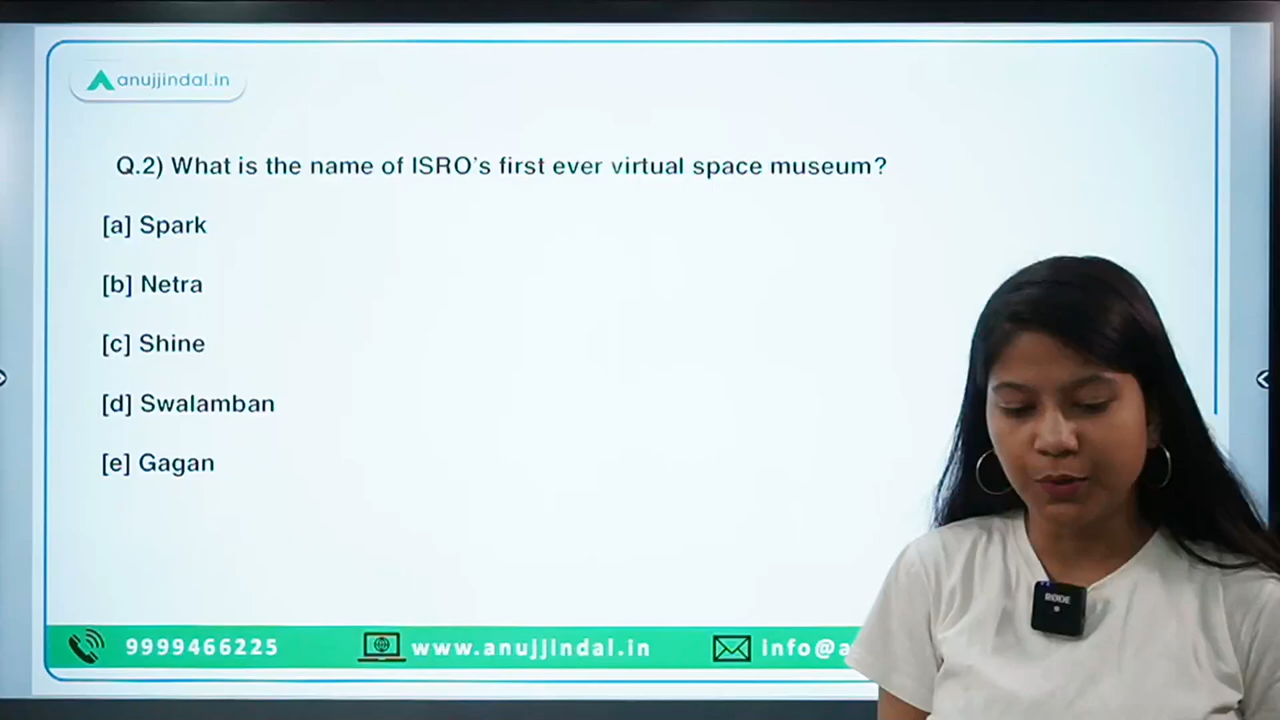 anujjindal.in
Q.2) What is the name of ISRO's first ever virtual space museum?
[a] Spark
[b] Netra
[c] Shine
[d] Swalamban
[e] Gagan
9999466225 www.anujjindal.in info@a
RODE